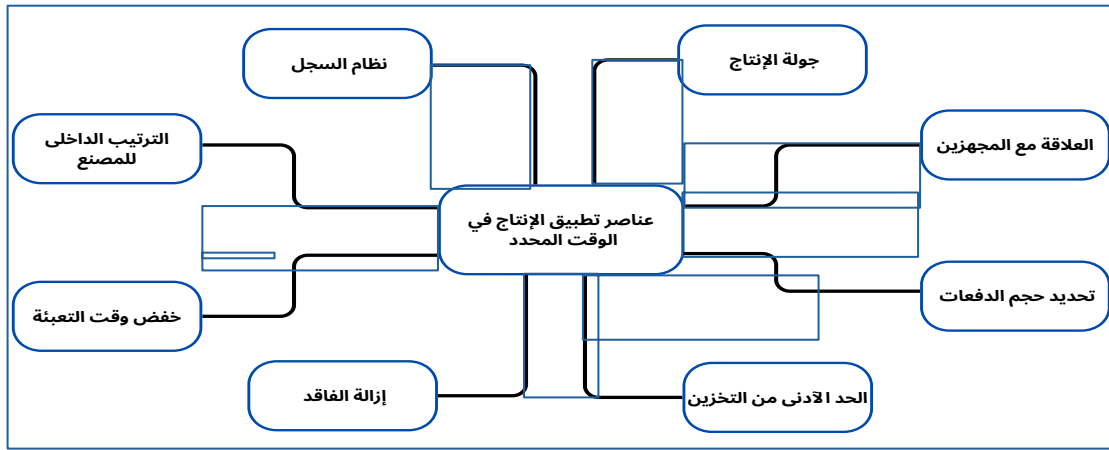 جولة الإنتاج
نظام السجل
العلاقة مع المجهزين
الترتيب الداخلى
للمصنع
عناصر تطبيق الإنتاج في
الوقت المحدد
تحديد حجم الدفعات
خفض وقت التعبئة
الحد الآدنى من التخزين
إزالة الفاقد